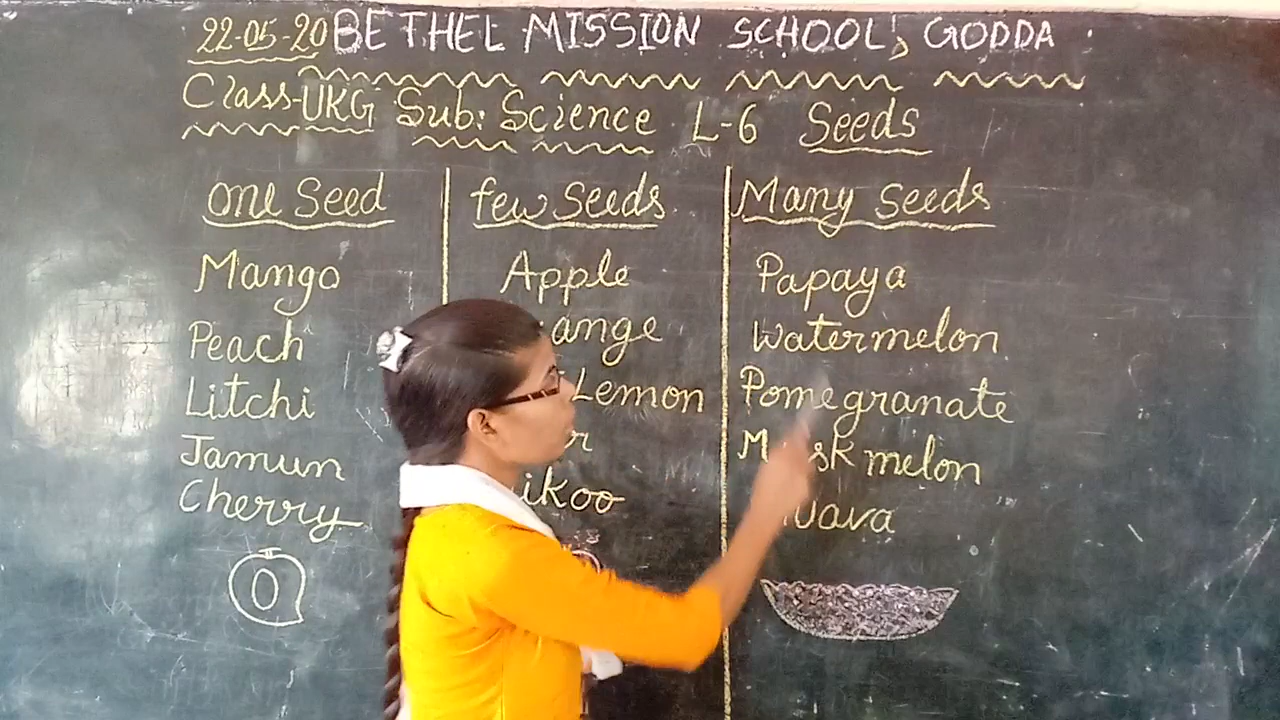 22-05-20 BETHEL MISSION SCHOOL, GODDA
Class-UKG Sub: Science L-6 Seeds
one Seed
Mango
Peach
Litchi
Jamun
Cherry
few Seeds
Apple
ange
Lemon
r
ikoo
Many Seeds
Papaya
Watermelon
Pomegranate
M sk melon
uava